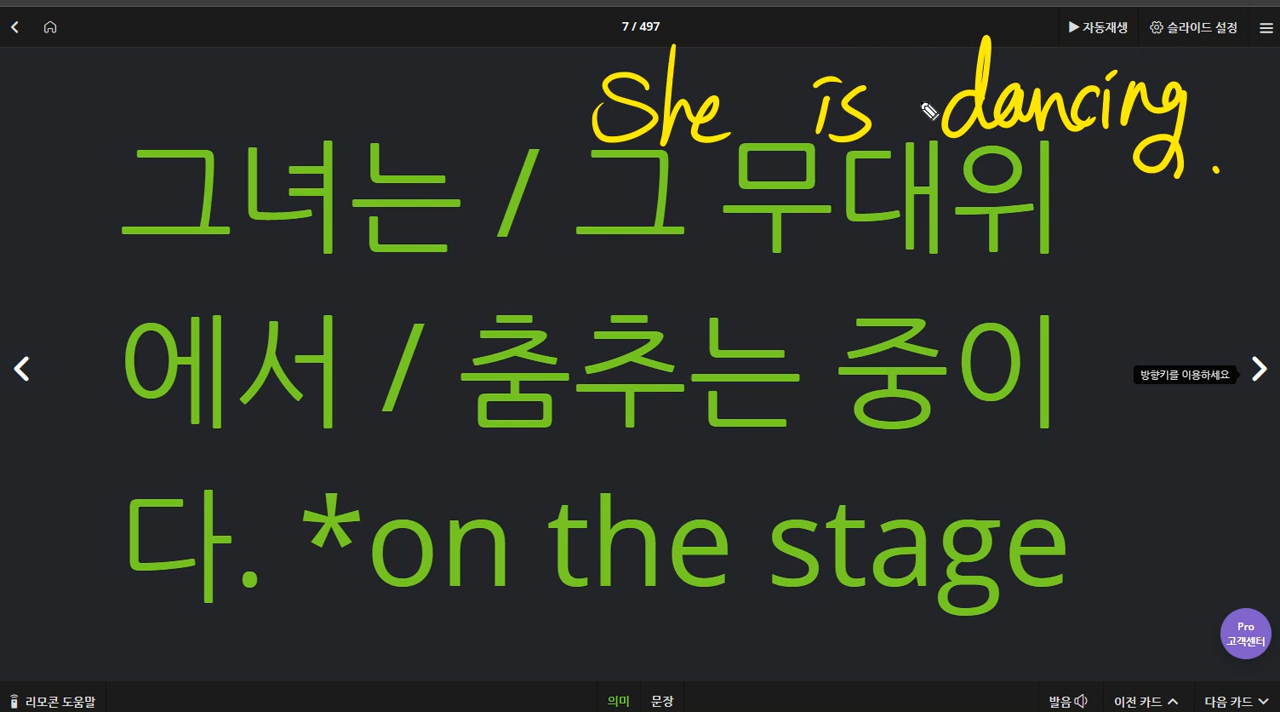 7 / 497
자동재생
슬라이드 설정
She is dancing.
그녀는 / 그 무대위
에서 / 춤추는 중이
다. *on the stage
방향키를 이용하세요
Pro
고객센터
리모콘 도움말
의미
문장
발음
이전 카드
다음 카드